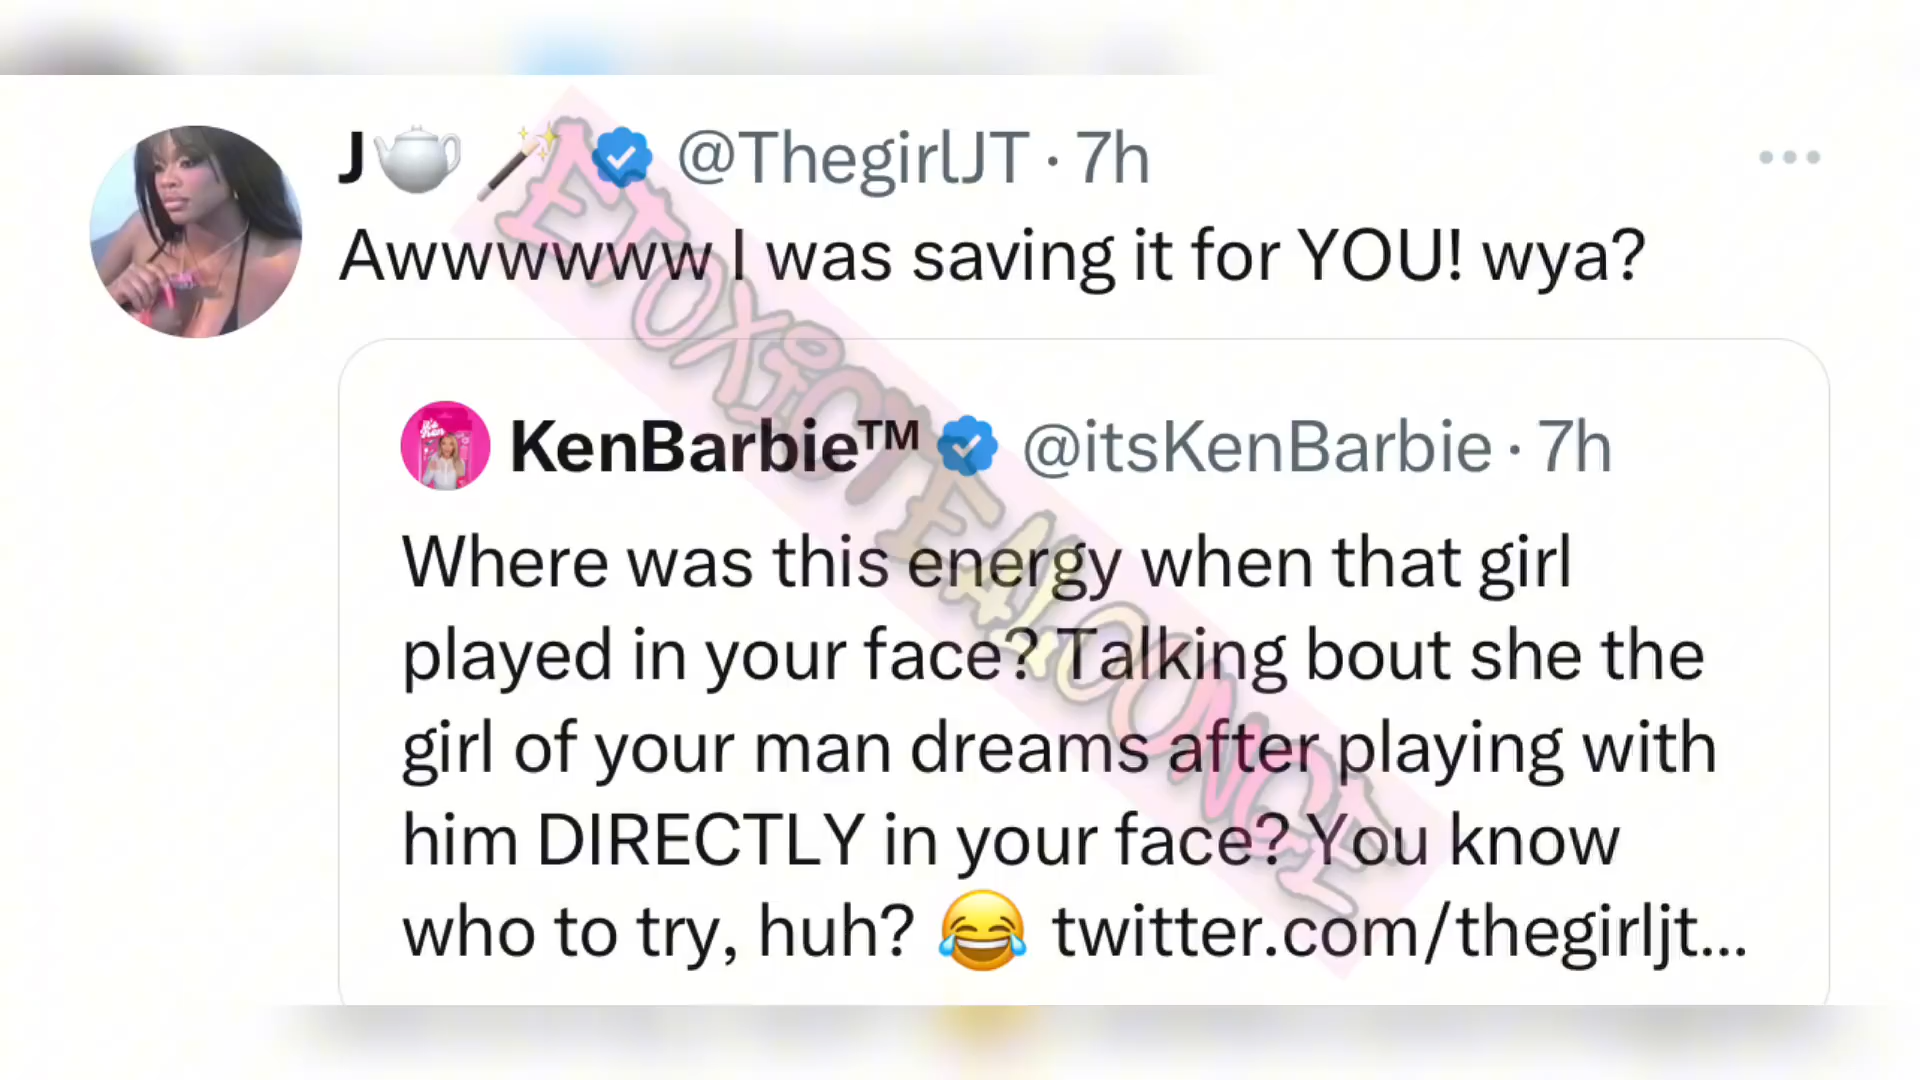 J🫖 🪄 @ThegirlJT · 7h
Awwwwww I was saving it for YOU! wya?
KenBarbie™ @itsKenBarbie · 7h
Where was this energy when that girl
played in your face? Talking bout she the
girl of your man dreams after playing with
him DIRECTLY in your face? You know
who to try, huh? 😂 twitter.com/thegirljt...
ETOXICTEALOUNGE